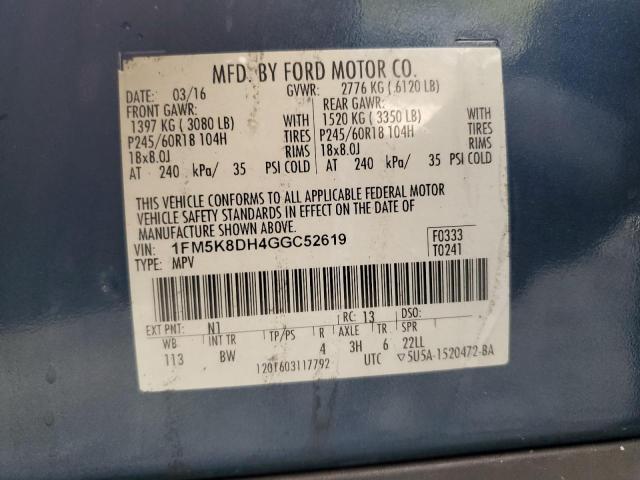 MFD. BY FORD MOTOR CO.
DATE: 03/16 GVWR: 2776 KG ( 6120 LB)
FRONT GAWR: REAR GAWR:
1397 KG ( 3080 LB) WITH 1520 KG ( 3350 LB) WITH
P245/60R18 104H TIRES P245/60R18 104H TIRES
18x8.0J RIMS 18x8.0J RIMS
AT 240 kPa/ 35 PSI COLD AT 240 kPa/ 35 PSI COLD
THIS VEHICLE CONFORMS TO ALL APPLICABLE FEDERAL MOTOR
VEHICLE SAFETY STANDARDS IN EFFECT ON THE DATE OF
MANUFACTURE SHOWN ABOVE.
VIN: 1FM5K8DH4GGC52619 F0333
TYPE: MPV T0241
EXT PNT: N1 RC: 13 DSO:
WB INT TR TP/PS R AXLE TR SPR
113 BW 4 3H 6 22LL
120T603117792 UTC ▽5U5A-1520472-BA